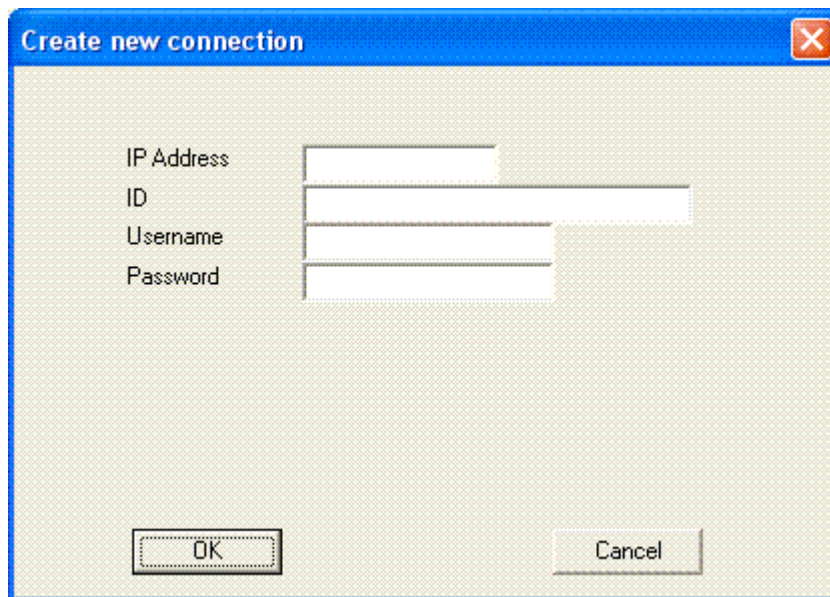 Create new connection
IP Address
ID
Username
Password
OK
Cancel